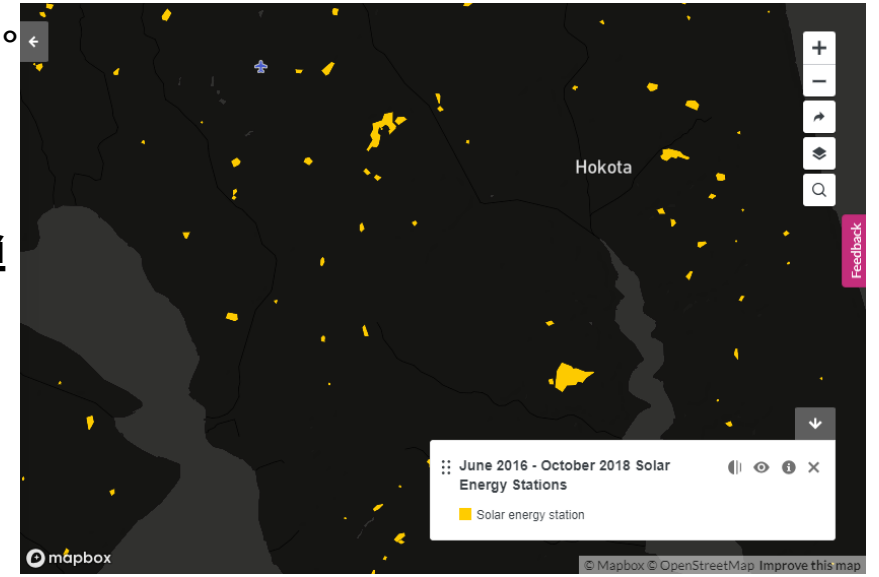 Hokota
Feedback
June 2016 - October 2018 Solar
Energy Stations
Solar energy station
mapbox
© Mapbox © OpenStreetMap Improve this map